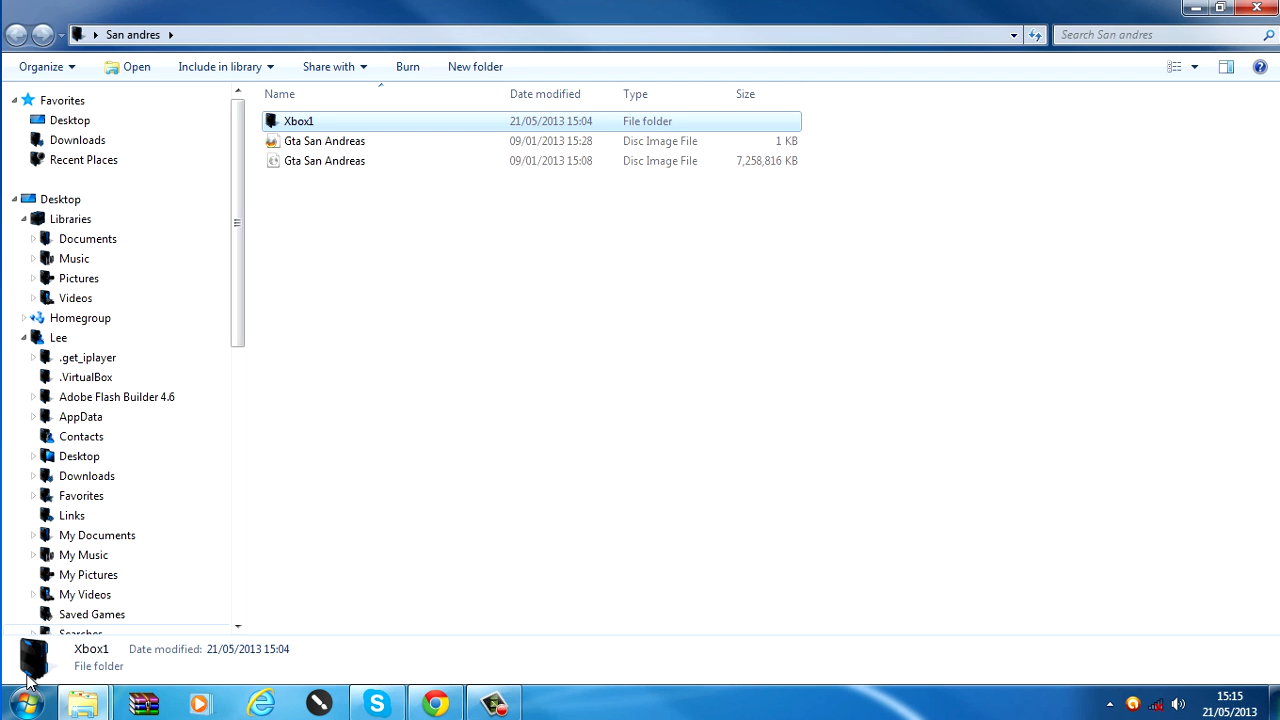 San andres
Search San andres
Organize Open Include in library Share with Burn New folder
Name Date modified Type Size
Xbox1 21/05/2013 15:04 File folder
Gta San Andreas 09/01/2013 15:28 Disc Image File 1 KB
Gta San Andreas 09/01/2013 15:08 Disc Image File 7,258,816 KB
Favorites
Desktop
Downloads
Recent Places
Desktop
Libraries
Documents
Music
Pictures
Videos
Homegroup
Lee
.get_iplayer
.VirtualBox
Adobe Flash Builder 4.6
AppData
Contacts
Desktop
Downloads
Favorites
Links
My Documents
My Music
My Pictures
My Videos
Saved Games
Searches
Xbox1 Date modified: 21/05/2013 15:04
File folder
15:15
21/05/2013